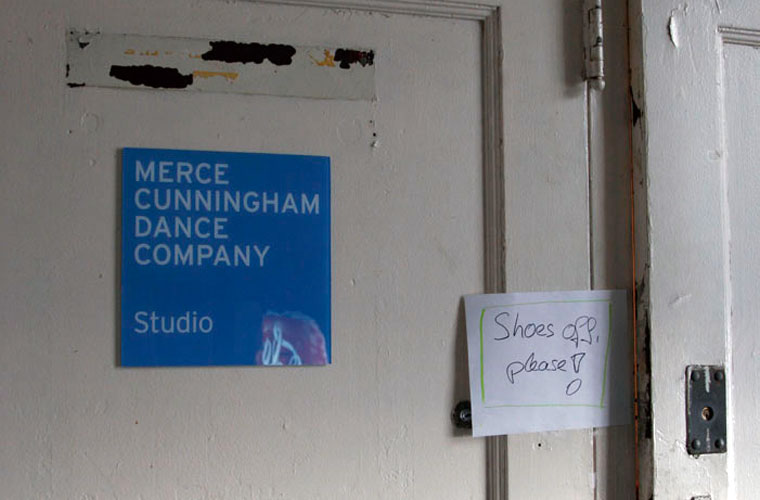 MERCE
CUNNINGHAM
DANCE
COMPANY
Studio
Shoes off,
please!